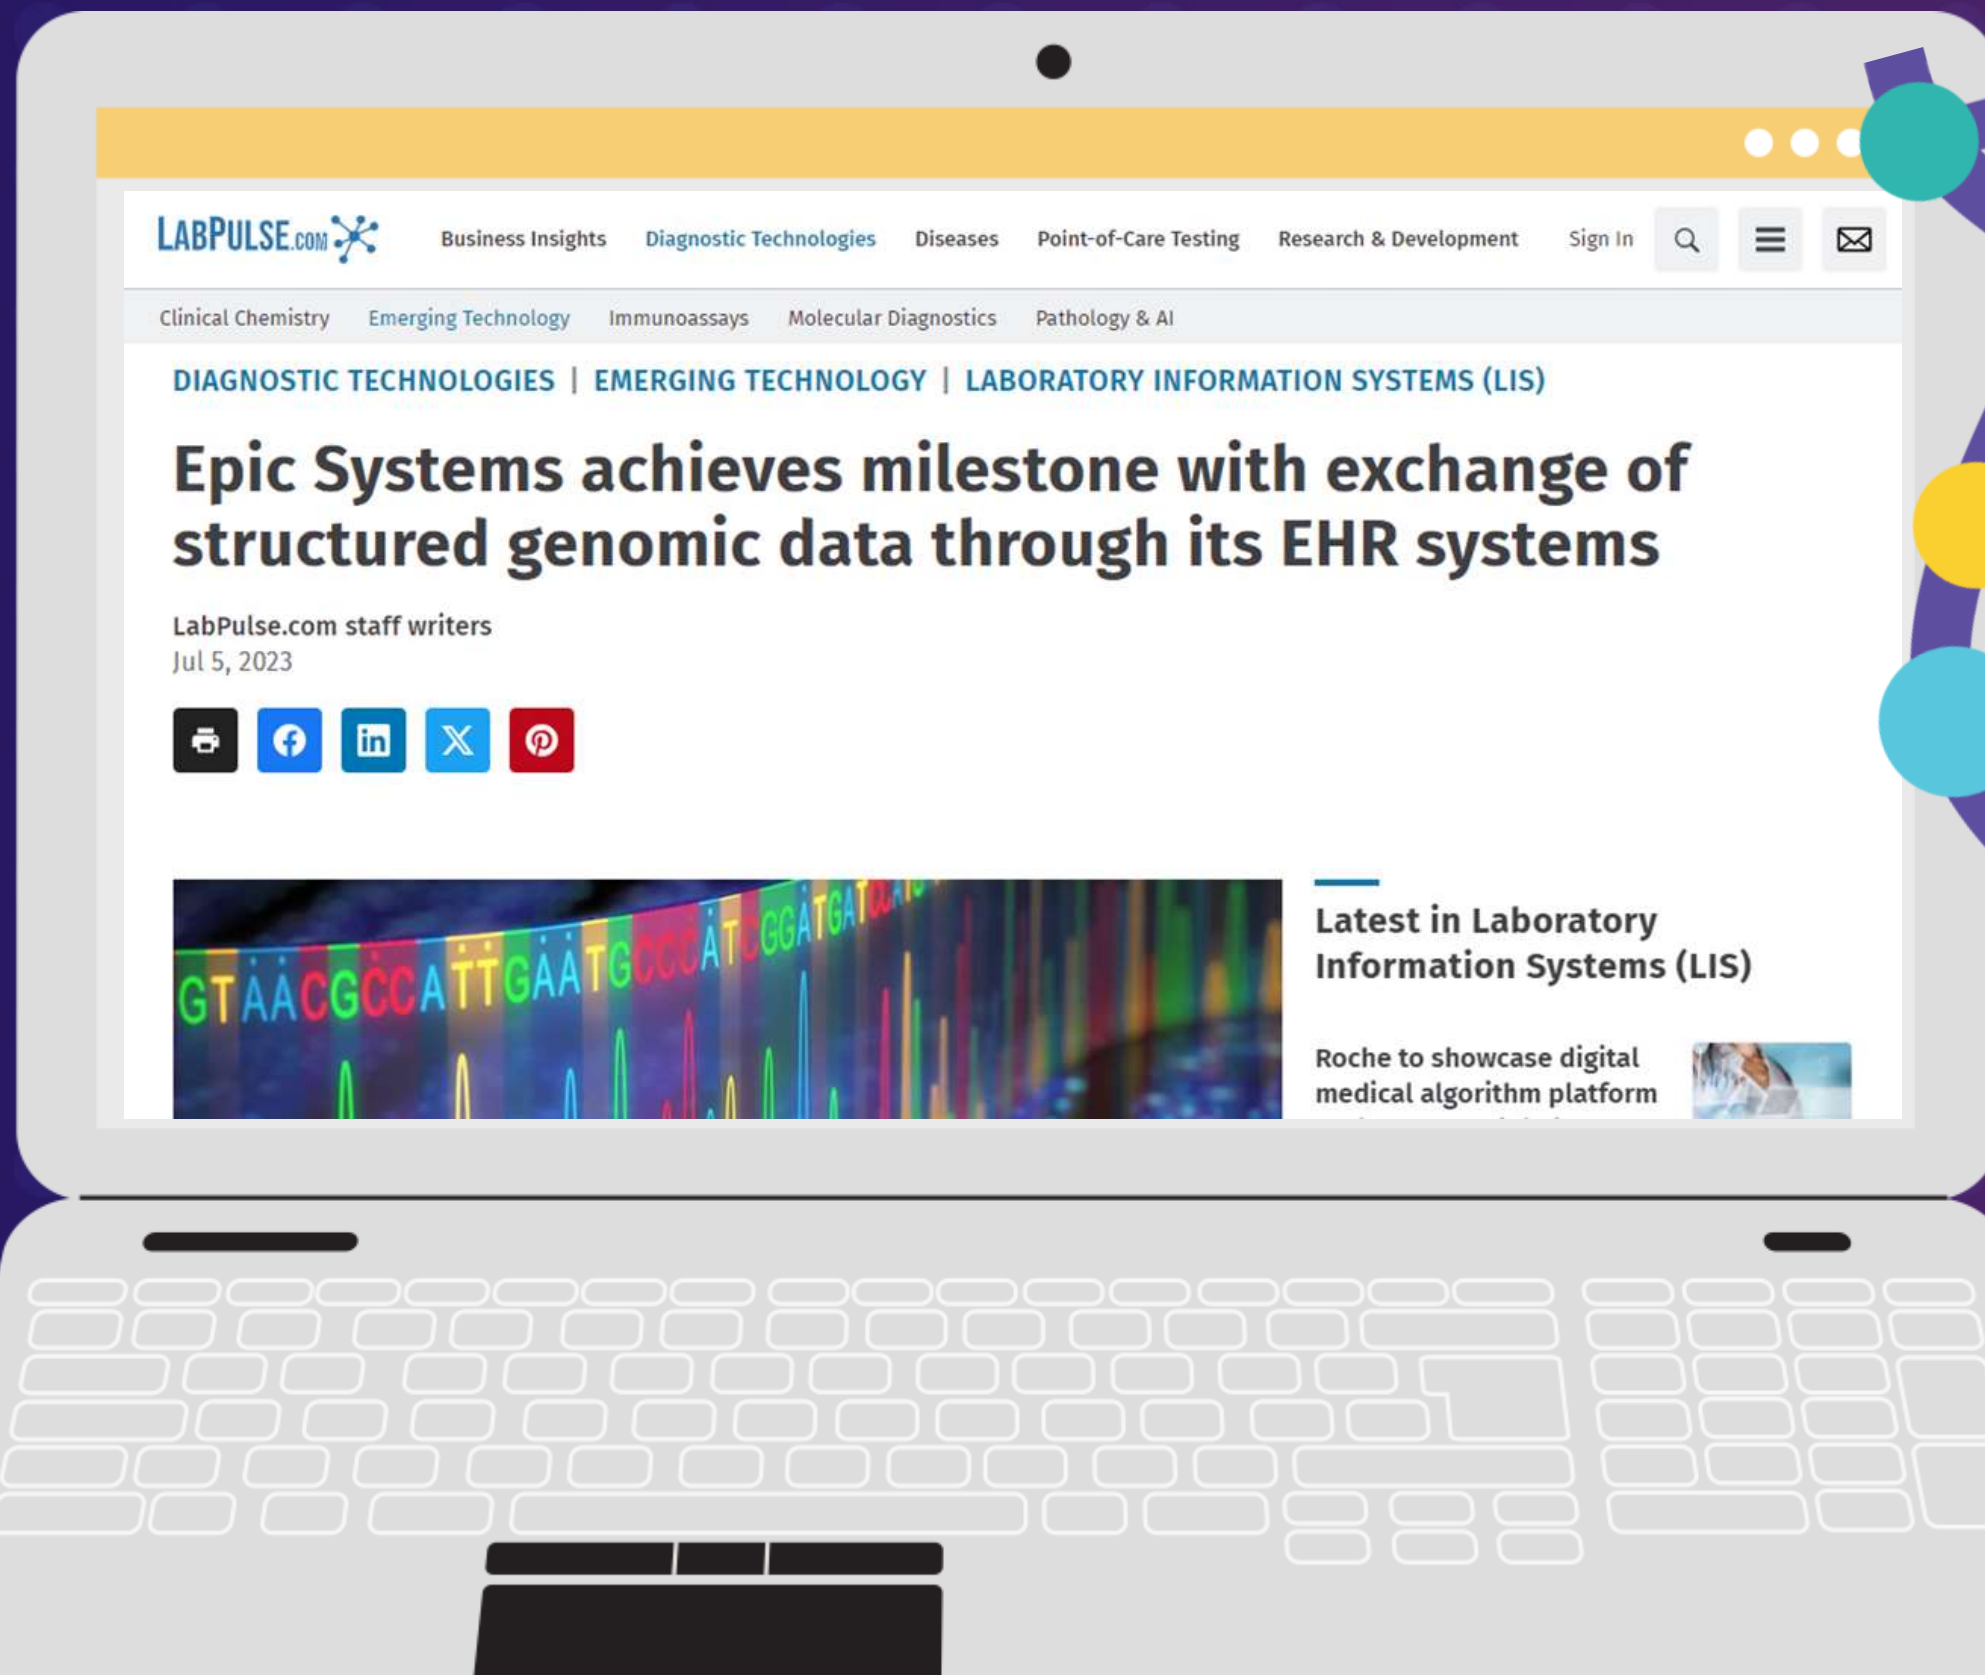 LABPULSE.COM
Business Insights Diagnostic Technologies Diseases Point-of-Care Testing Research & Development Sign In
Clinical Chemistry Emerging Technology Immunoassays Molecular Diagnostics Pathology & AI
DIAGNOSTIC TECHNOLOGIES | EMERGING TECHNOLOGY | LABORATORY INFORMATION SYSTEMS (LIS)
Epic Systems achieves milestone with exchange of
structured genomic data through its EHR systems
LabPulse.com staff writers
Jul 5, 2023
GTAACGCCATTGAATGCCCATCGGATGAT
Latest in Laboratory
Information Systems (LIS)
Roche to showcase digital
medical algorithm platform